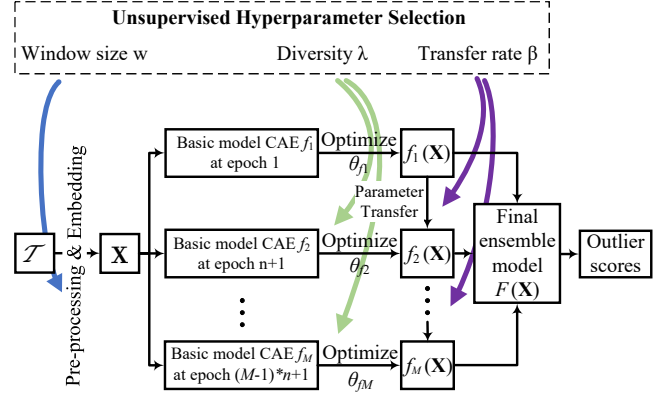 Unsupervised Hyperparameter Selection
Window size w
Diversity λ
Transfer rate β
𝒯
Pre-processing & Embedding
X
Basic model CAE f1
at epoch 1
Optimize
θf1
f1(X)
Parameter
Transfer
Basic model CAE f2
at epoch n+1
Optimize
θf2
f2(X)
Basic model CAE fM
at epoch (M-1)*n+1
Optimize
θfM
fM(X)
Final
ensemble
model
F(X)
Outlier
scores